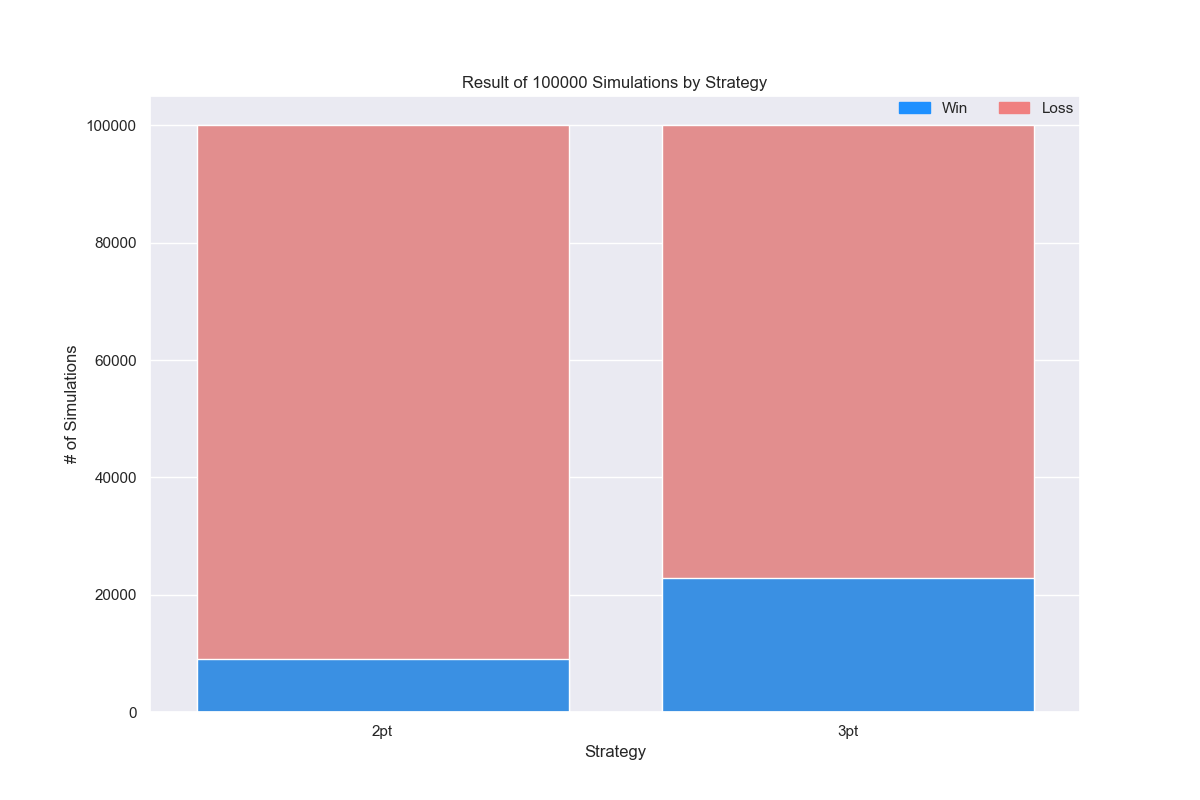 Result of 100000 Simulations by Strategy
Win
Loss
100000
80000
60000
40000
20000
0
# of Simulations
2pt
3pt
Strategy